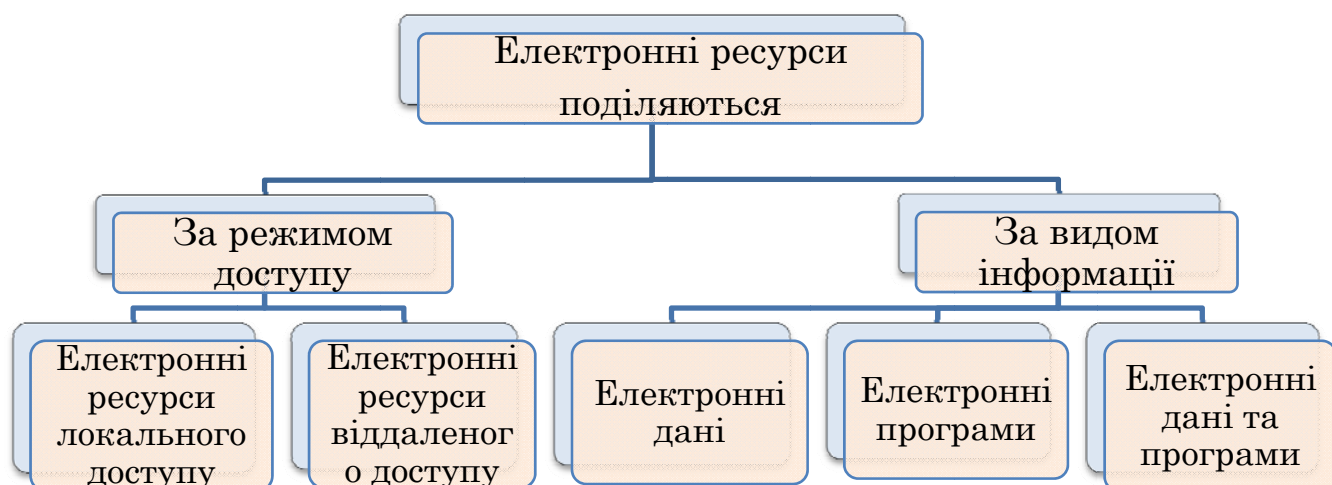 Електронні ресурси
поділяються
За режимом
доступу
За видом
інформації
Електронні
ресурси
локального
доступу
Електронні
ресурси
віддаленог
о доступу
Електронні
дані
Електронні
програми
Електронні
дані та
програми